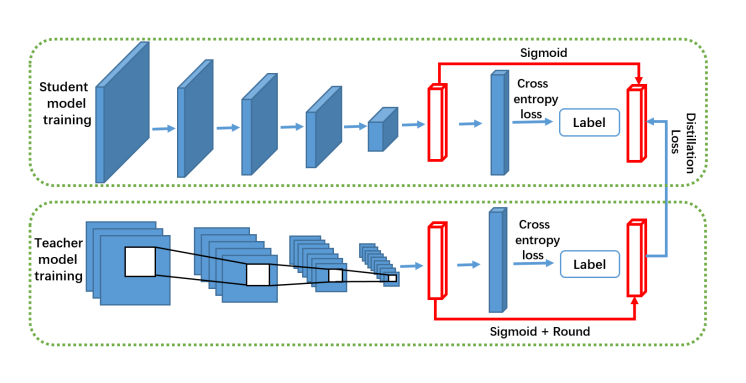 Sigmoid
Student
model
training
Cross
entropy
loss
Label
Distillation
Loss
Teacher
model
training
Cross
entropy
loss
Label
Sigmoid + Round